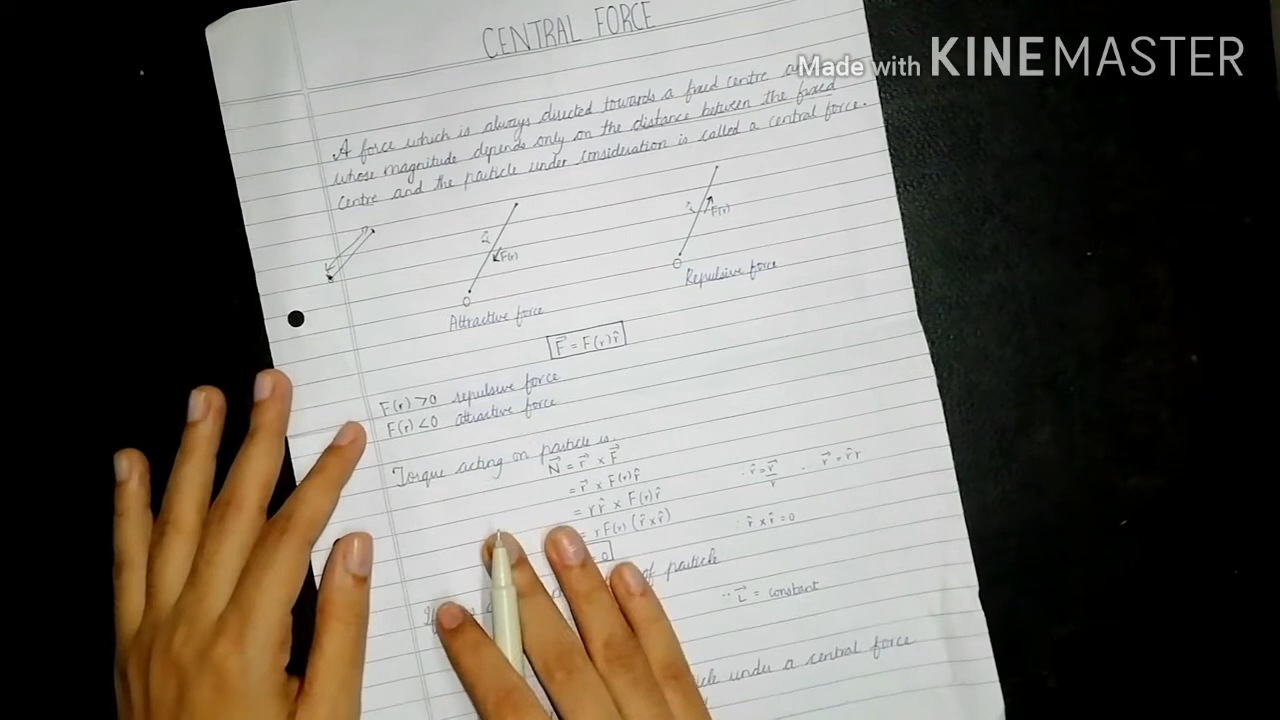 CENTRAL FORCE
Made with KINEMASTER
A force which is always directed towards a fixed centre
whose magnitude depends only on the distance between the fixed
centre and the particle under consideration is called a central force.
r̂ F(r)
O
Attractive force
r̂ F(r)
O
Repulsive force
F⃗ = F(r) r̂
F(r) >0 repulsive force
F(r) <0 attractive force
Torque acting on particle is,
N⃗ = r⃗ × F⃗
= r⃗ × F(r) r̂
= r r̂ × F(r) r̂
= r F(r) (r̂ × r̂)
= 0
∵ r̂ = r⃗/r . r⃗ = r̂ r
∵ r̂ × r̂ = 0
of particle
∵ L⃗ = constant
under a central force